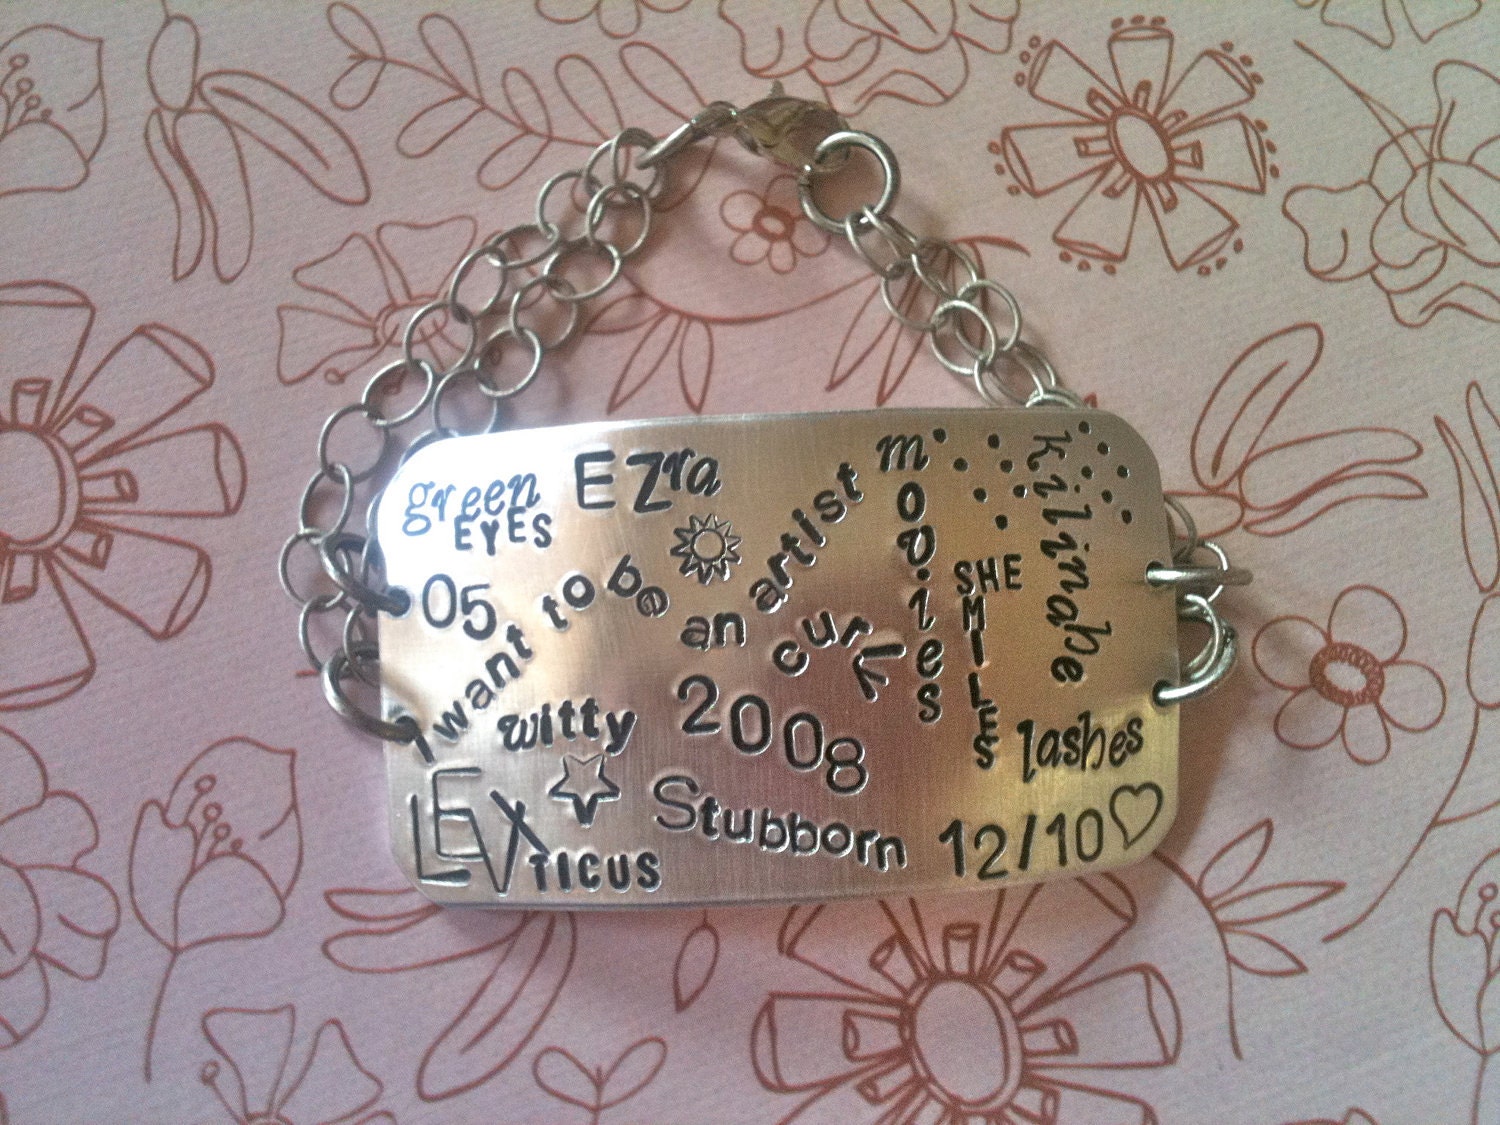 green
EYES
EZra
05
I want to be an artist
movies
SHE
SMILES
kilinahe
curLy
witty
2008
lashes
LEVITICUS
Stubborn
12/10